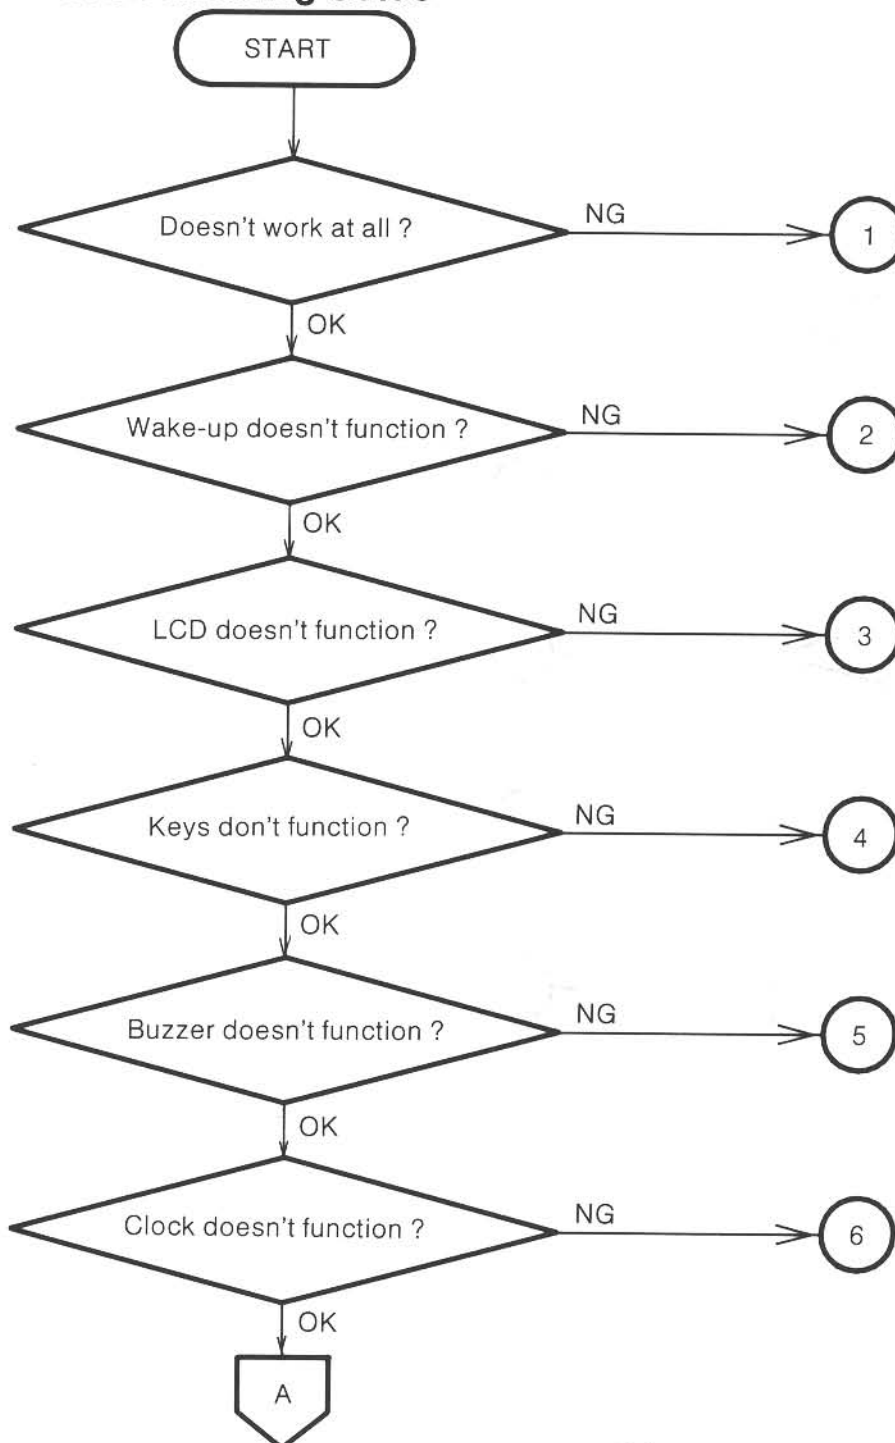 START
Doesn't work at all ?
NG
1
OK
Wake-up doesn't function ?
NG
2
OK
LCD doesn't function ?
NG
3
OK
Keys don't function ?
NG
4
OK
Buzzer doesn't function ?
NG
5
OK
Clock doesn't function ?
NG
6
OK
A